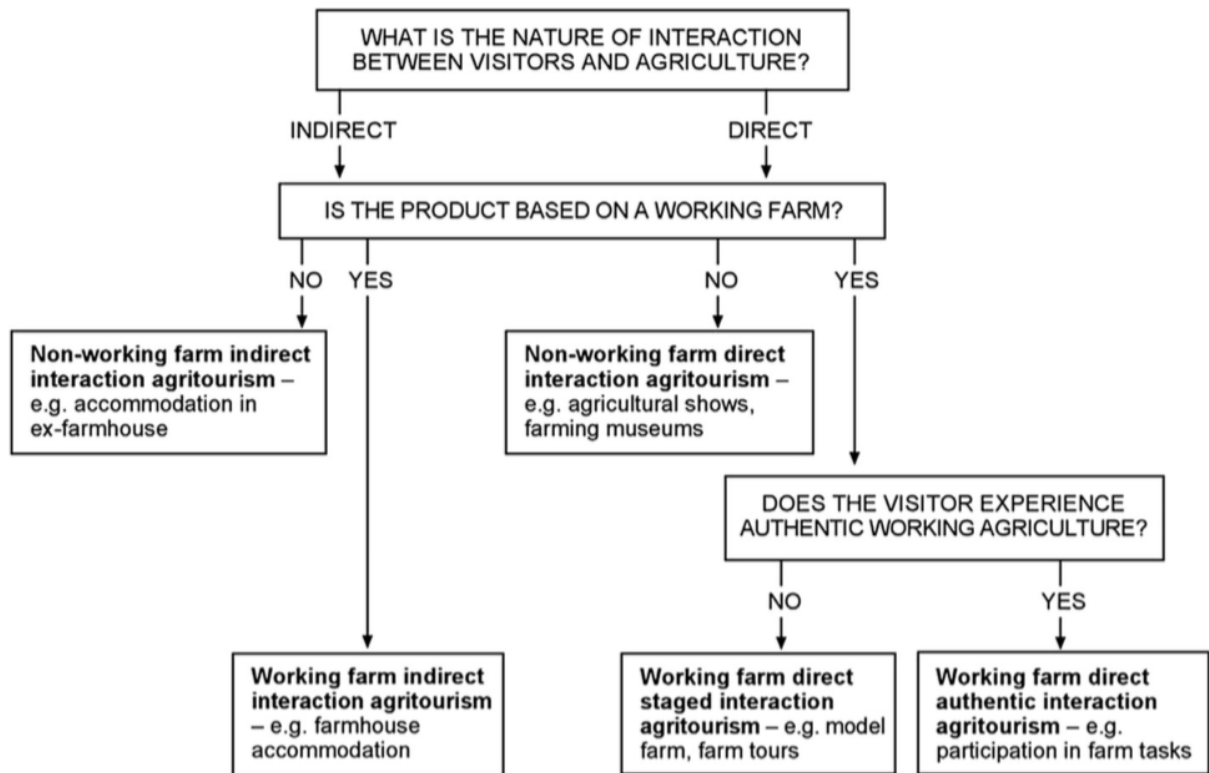 WHAT IS THE NATURE OF INTERACTION
BETWEEN VISITORS AND AGRICULTURE?
INDIRECT
DIRECT
IS THE PRODUCT BASED ON A WORKING FARM?
NO
YES
NO
YES
Non-working farm indirect
interaction agritourism –
e.g. accommodation in
ex-farmhouse
Non-working farm direct
interaction agritourism –
e.g. agricultural shows,
farming museums
DOES THE VISITOR EXPERIENCE
AUTHENTIC WORKING AGRICULTURE?
NO
YES
Working farm indirect
interaction agritourism
– e.g. farmhouse
accommodation
Working farm direct
staged interaction
agritourism – e.g. model
farm, farm tours
Working farm direct
authentic interaction
agritourism – e.g.
participation in farm tasks